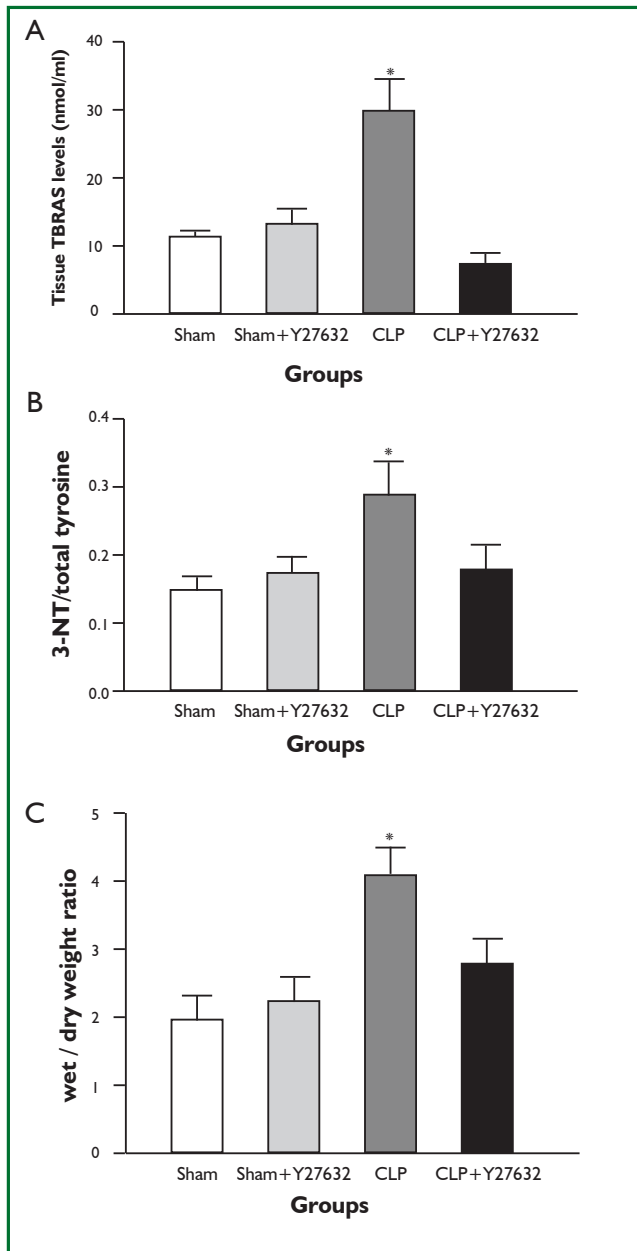 A
Tissue TBRAS levels (nmol/ml)
40
30
20
10
0
*
Sham Sham+Y27632 CLP CLP+Y27632
Groups
B
3-NT/total tyrosine
0.4
0.3
0.2
0.1
0.0
*
Sham Sham+Y27632 CLP CLP+Y27632
Groups
C
wet / dry weight ratio
5
4
3
2
1
0
*
Sham Sham+Y27632 CLP CLP+Y27632
Groups